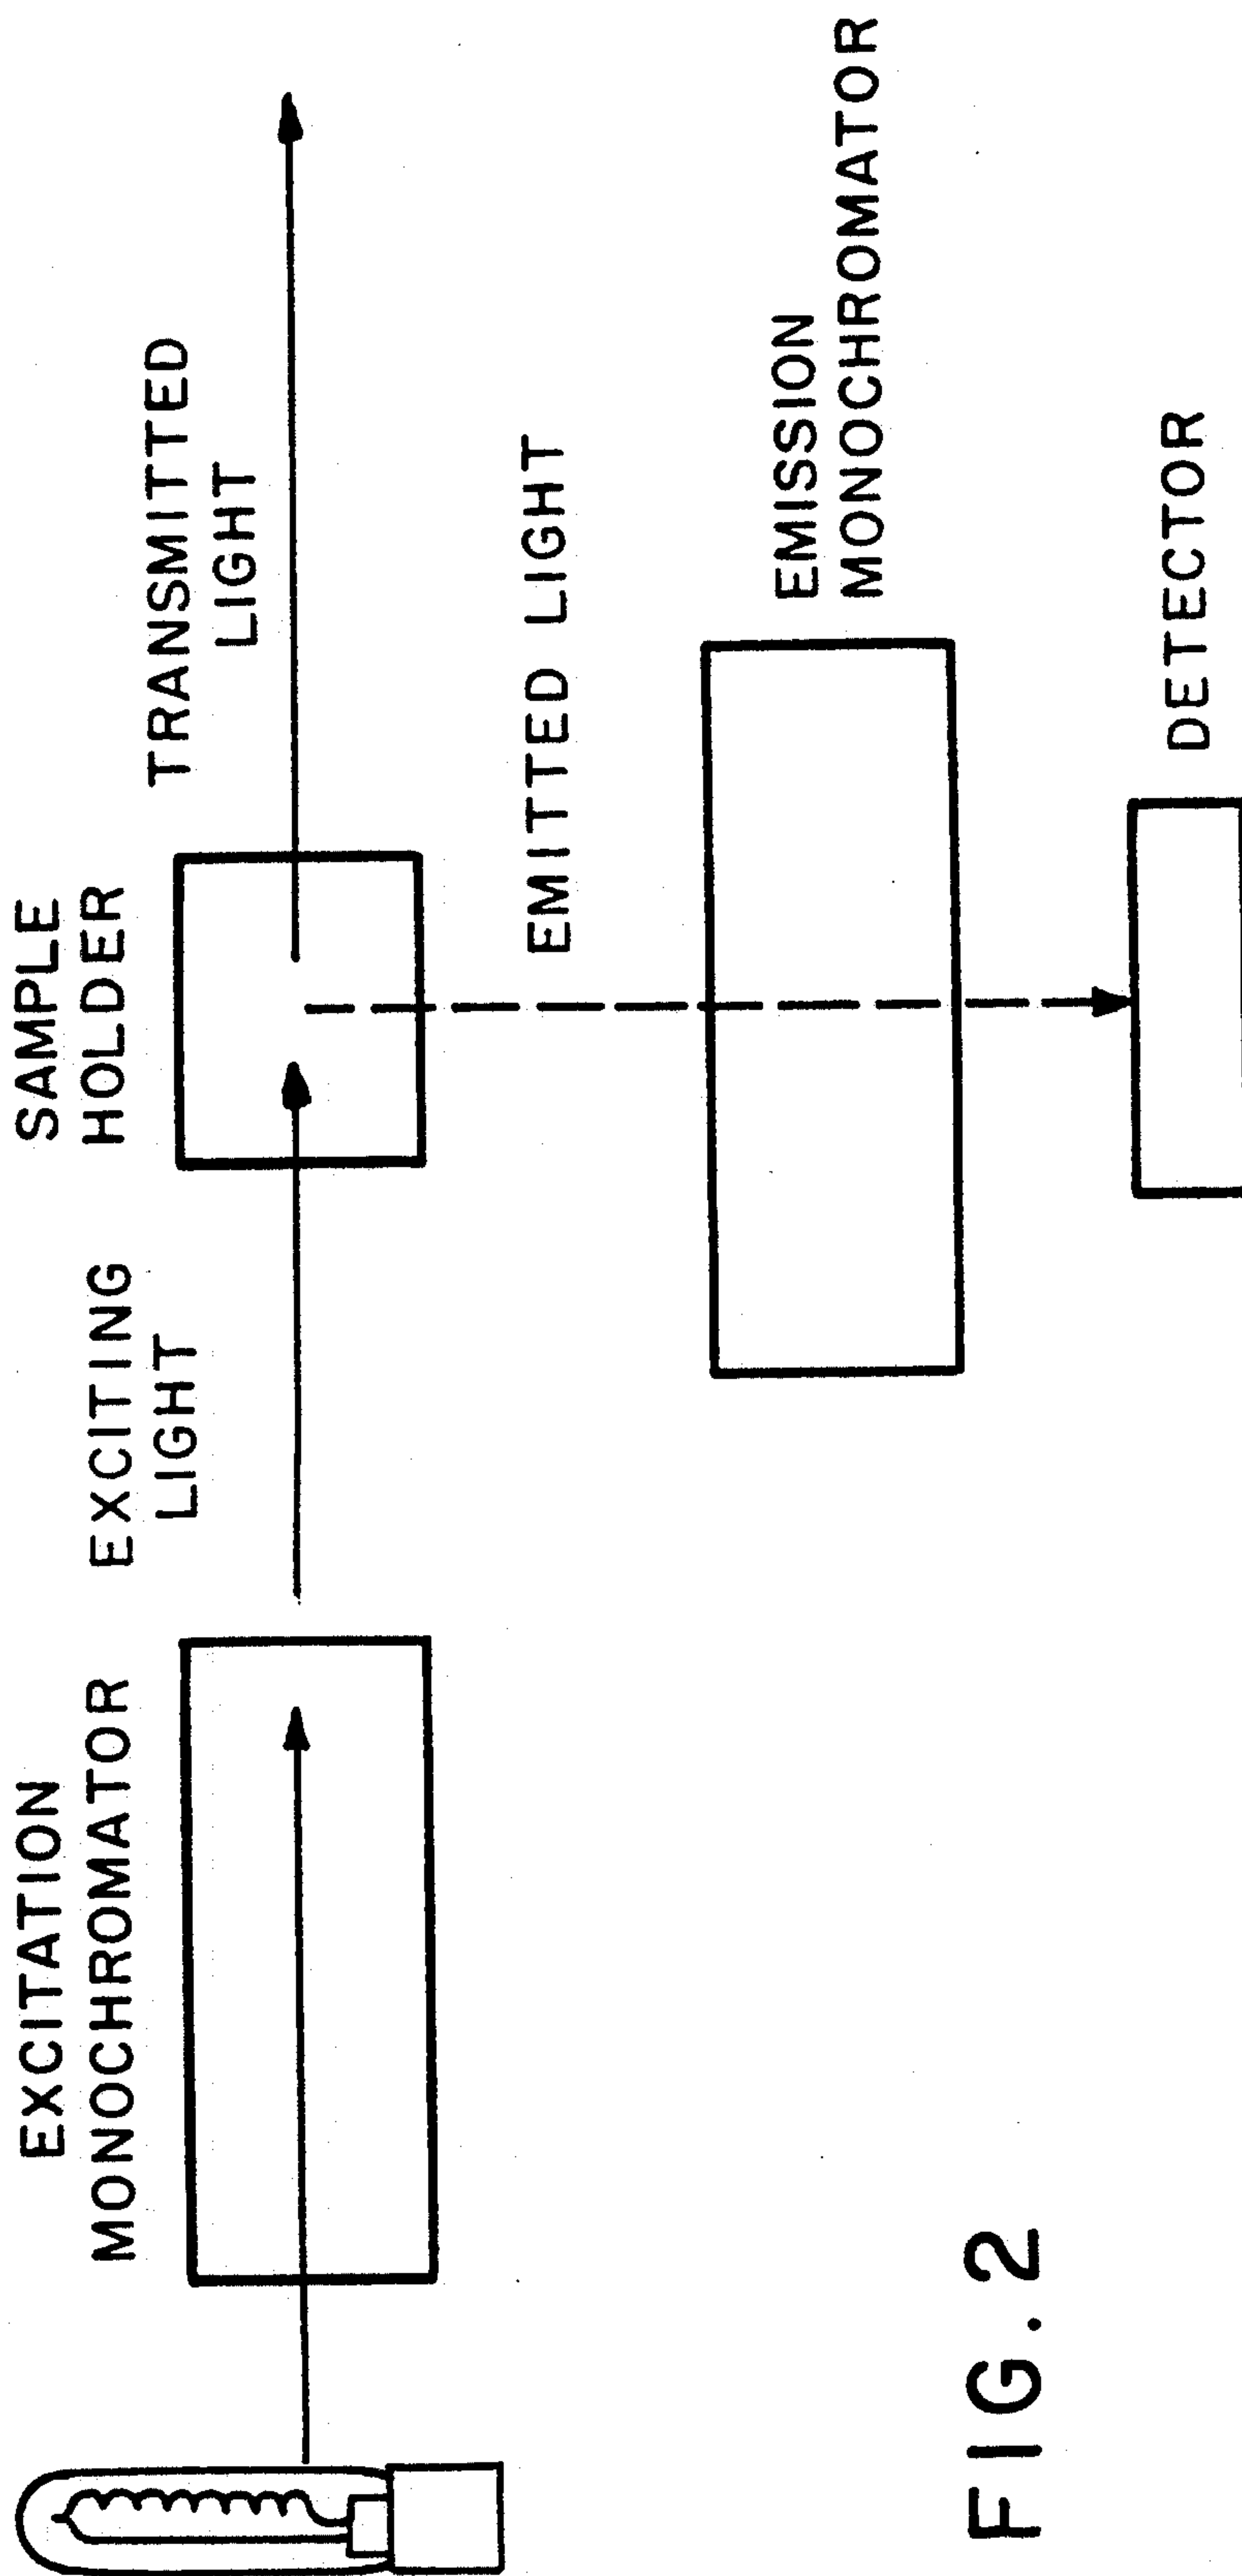 EXCITATION
MONOCHROMATOR
EXCITING
LIGHT
SAMPLE
HOLDER
TRANSMITTED
LIGHT
EMITTED LIGHT
EMISSION
MONOCHROMATOR
DETECTOR
FIG. 2